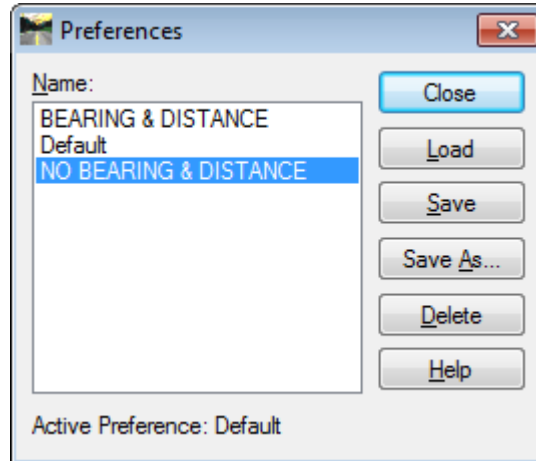 Preferences
Name:
BEARING & DISTANCE
Default
NO BEARING & DISTANCE
Close
Load
Save
Save As...
Delete
Help
Active Preference: Default